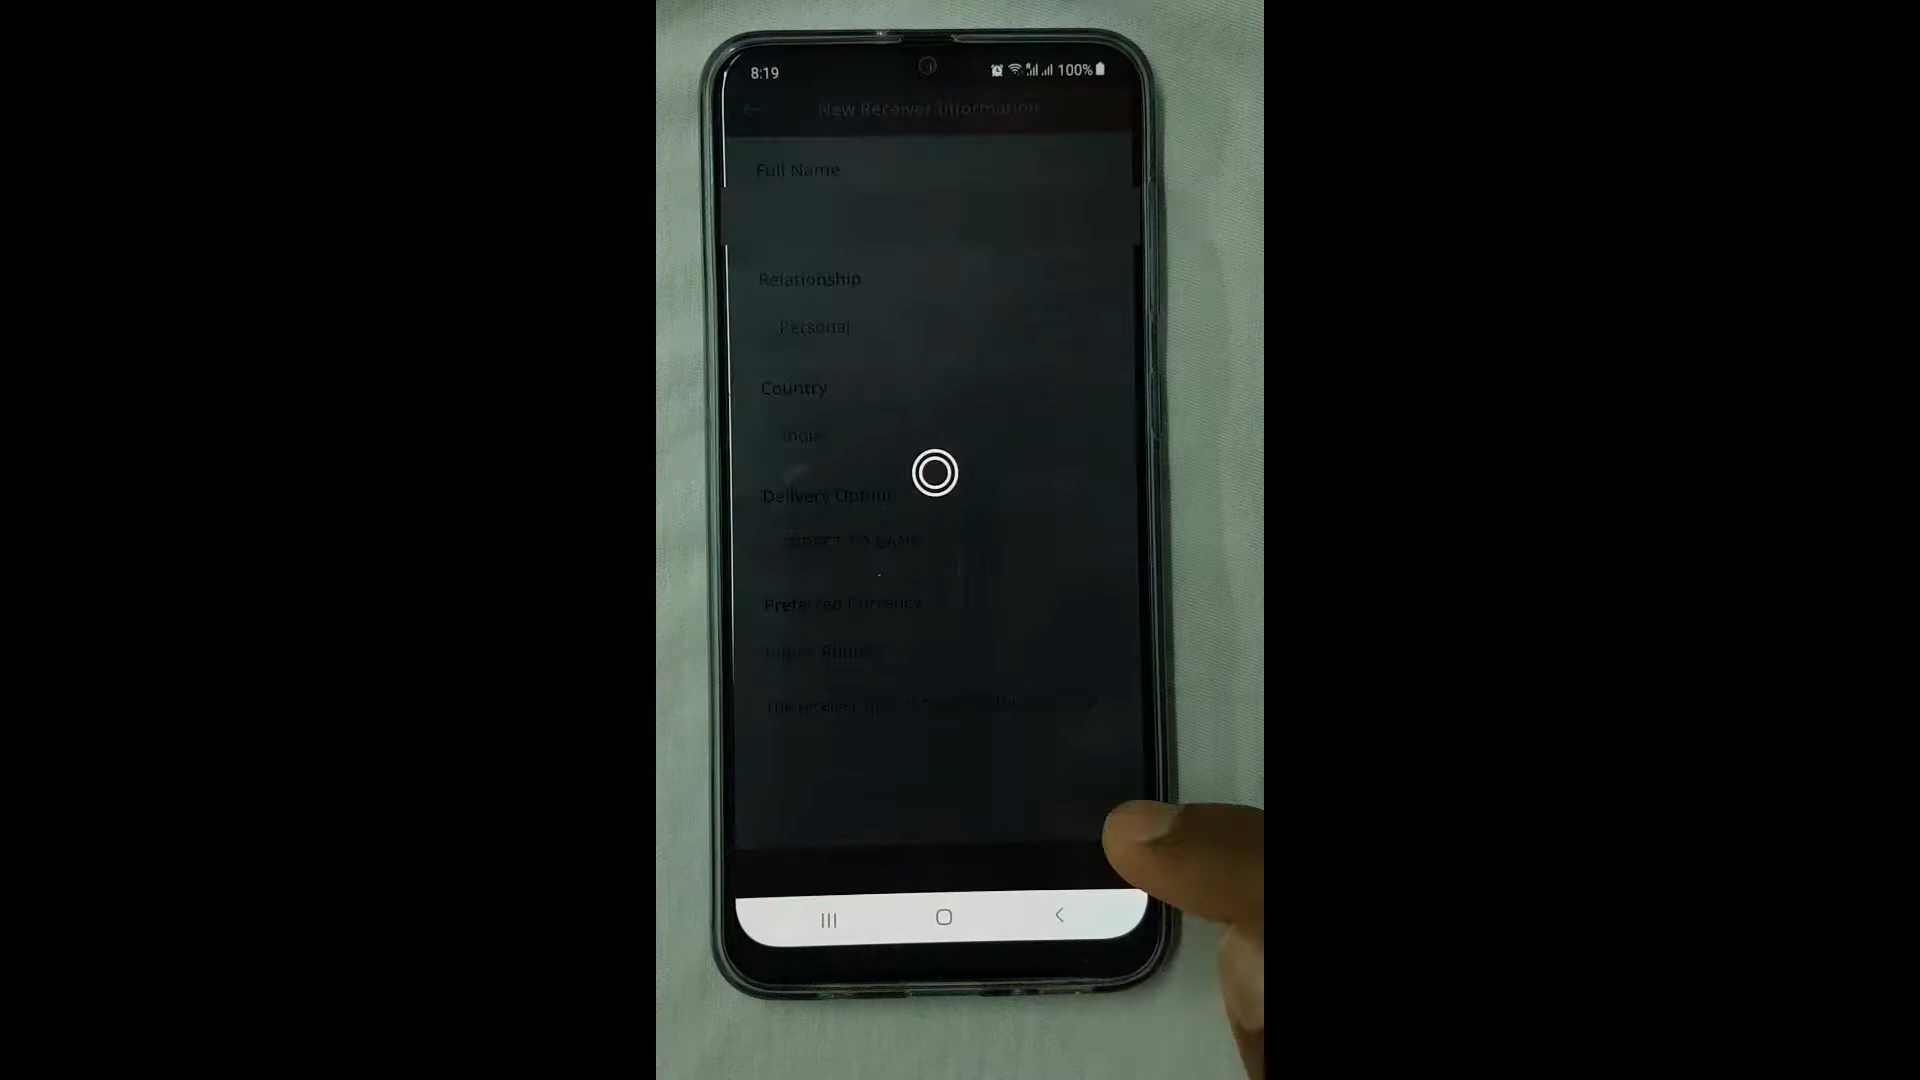 8:19 100%
New Receiver Information
Full Name
Relationship
Personal
Country
India
Delivery Option
DIRECT TO BANK
Preferred Currency
Indian Rupee